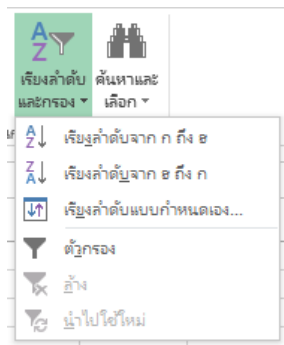 เรียงลำดับ ค้นหาและ
และกรอง เลือก
เรียงลำดับจาก ก ถึง ฮ
เรียงลำดับจาก ฮ ถึง ก
เรียงลำดับแบบกำหนดเอง...
ตัวกรอง
ล้าง
นำไปใช้ใหม่